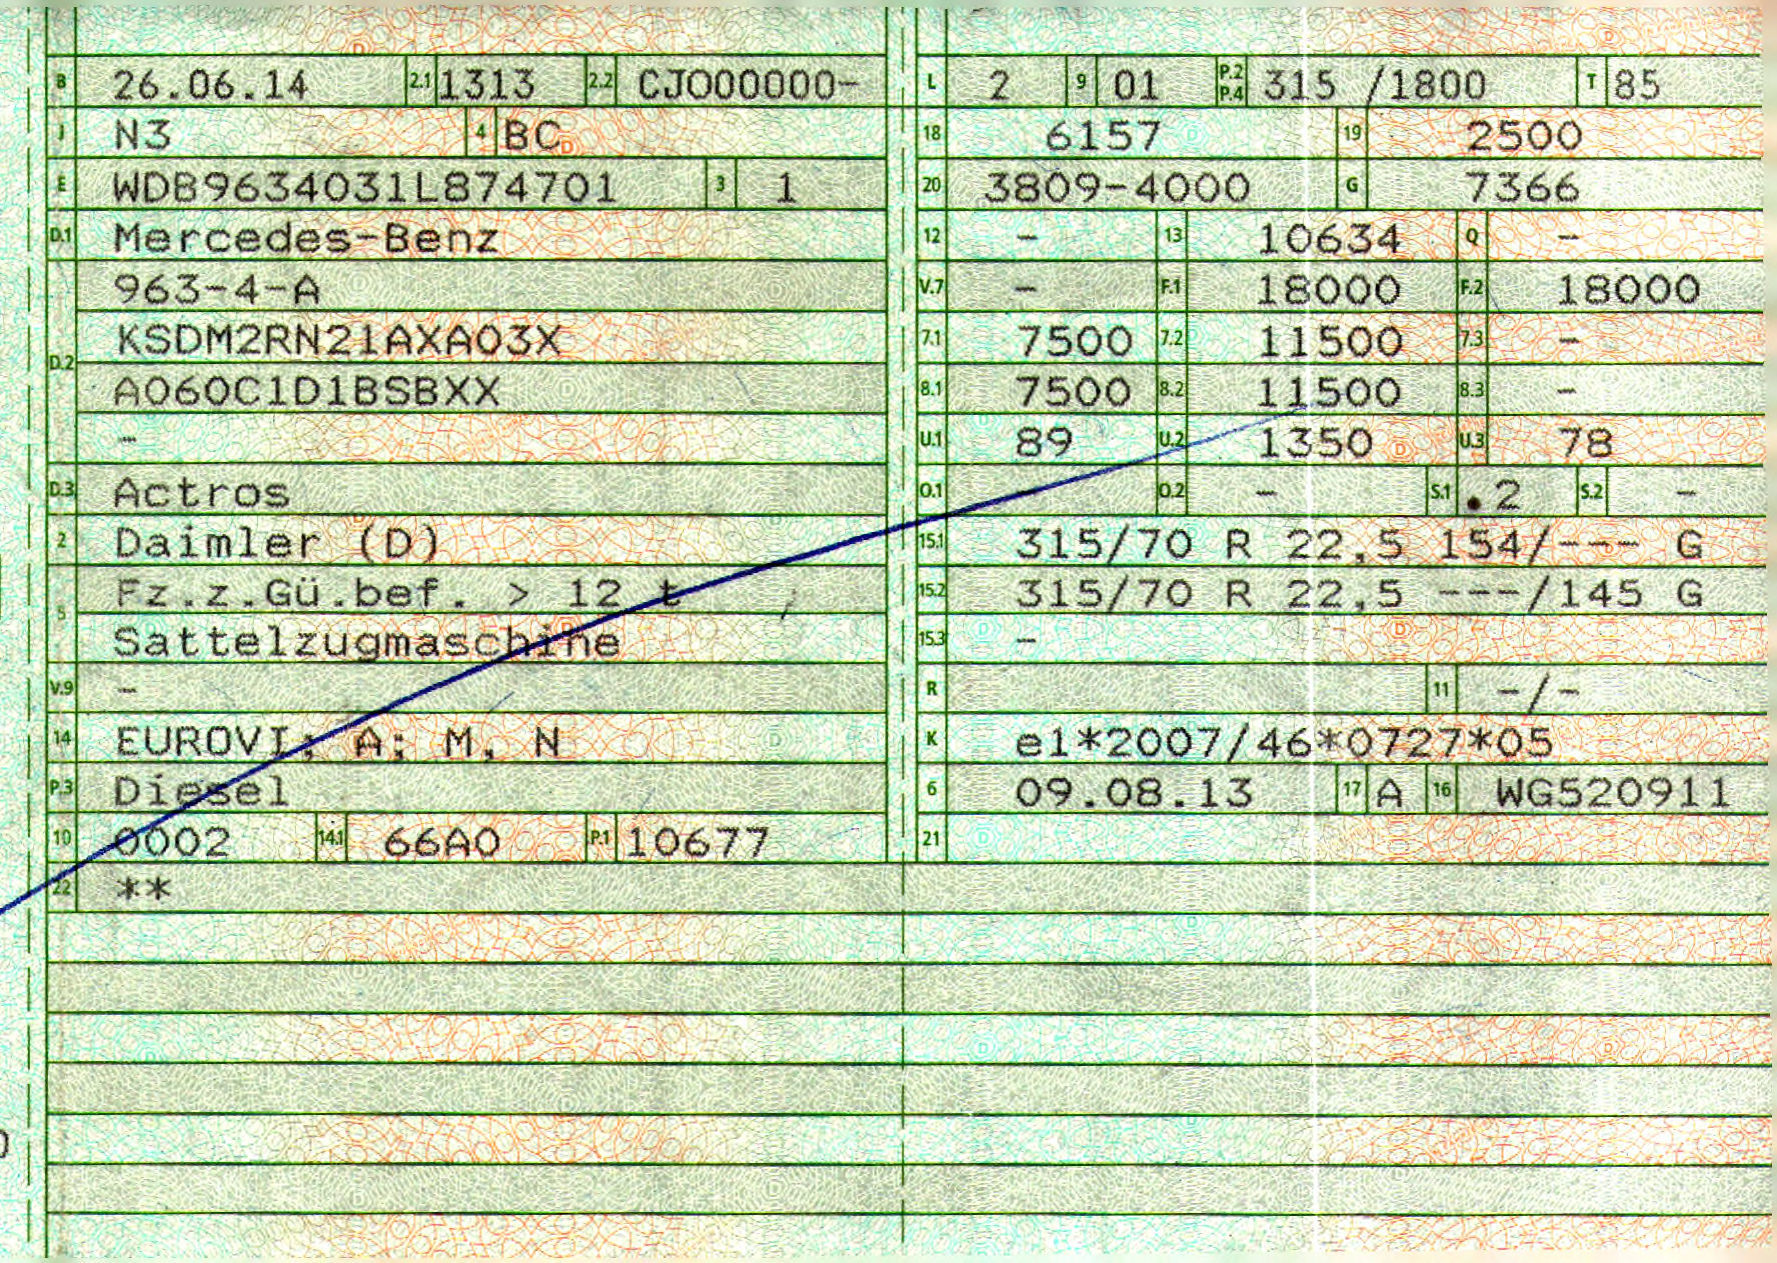 B 26.06.14 2.1 1313 2.2 CJO00000-
J N3 4 BC
E WDB9634031L874701 3 1
D.1 Mercedes-Benz
963-4-A
D.2 KSDM2RN21AXA03X
A060C1D1BSBXX
-
D.3 Actros
2 Daimler (D)
5 Fz.z.Gü.bef. > 12 t
Sattelzugmaschine
V.9 -
14 EUROVI; A; M, N
P.3 Diesel
10 0002 14.1 66A0 P.1 10677
22 **
L 2 9 01 P.2 P.4 315 /1800 T 85
18 6157 19 2500
20 3809-4000 G 7366
12 - 13 10634 Q -
V.7 - F.1 18000 F.2 18000
7.1 7500 7.2 11500 7.3 -
8.1 7500 8.2 11500 8.3 -
U.1 89 U.2 1350 U.3 78
O.1 O.2 - S.1 2 S.2 -
15.1 315/70 R 22,5 154/--- G
15.2 315/70 R 22,5 ---/145 G
15.3 -
R 11 -/-
K e1*2007/46*0727*05
6 09.08.13 17 A 16 WG520911
21